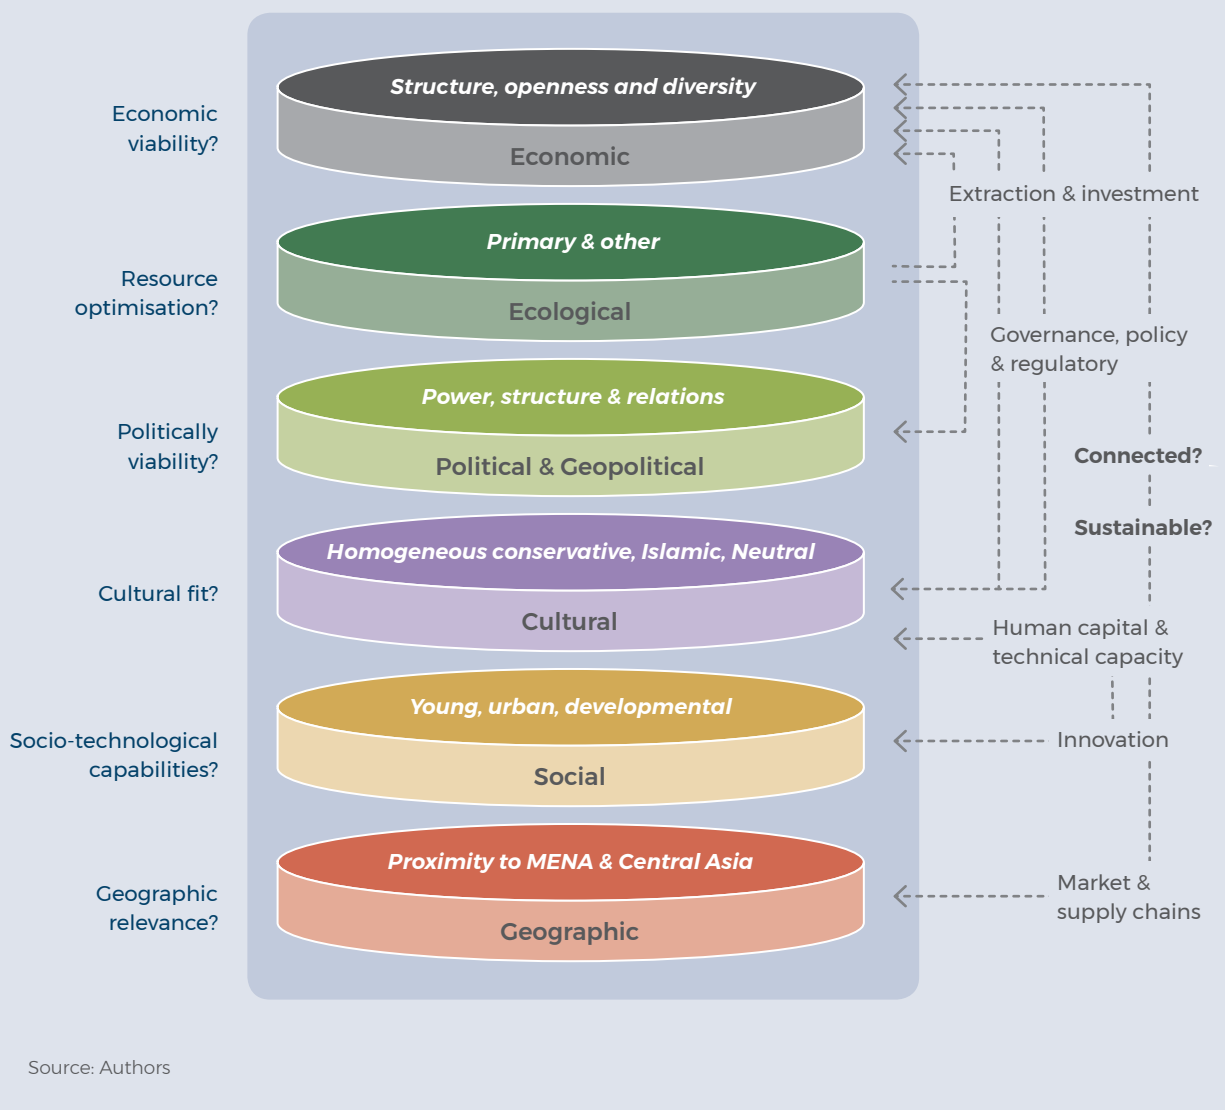 Structure, openness and diversity
Economic
viability?
Economic
Extraction & investment
Primary & other
Resource
optimisation?
Ecological
Governance, policy
& regulatory
Power, structure & relations
Politically
viability?
Political & Geopolitical
Connected?
Sustainable?
Homogeneous conservative, Islamic, Neutral
Cultural fit?
Cultural
Human capital &
technical capacity
Young, urban, developmental
Socio-technological
capabilities?
Social
Innovation
Proximity to MENA & Central Asia
Geographic
relevance?
Geographic
Market &
supply chains
Source: Authors